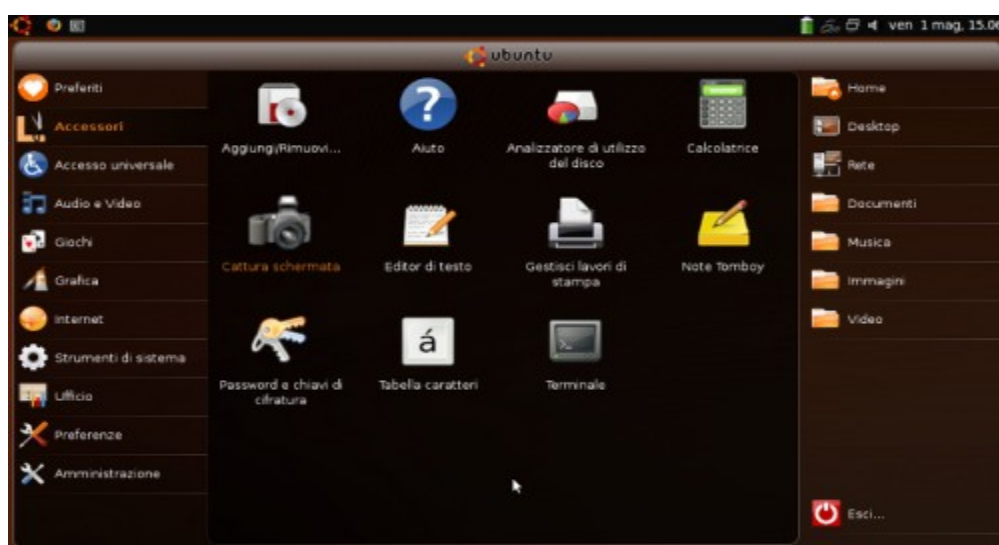 ven 1 mag, 15.06
ubuntu
Preferiti
Accessori
Accesso universale
Audio e Video
Giochi
Grafica
Internet
Strumenti di sistema
Ufficio
Preferenze
Amministrazione
Aggiungi/Rimuovi...
Aiuto
Analizzatore di utilizzo
del disco
Calcolatrice
Cattura schermata
Editor di testo
Gestisci lavori di
stampa
Note Tomboy
Password e chiavi di
cifratura
á
Tabella caratteri
Terminale
Home
Desktop
Rete
Documenti
Musica
Immagini
Video
Esci...